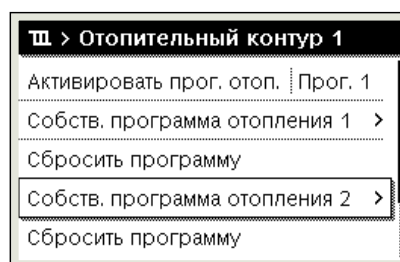 > Отопительный контур 1
Активировать прог. отоп. Прог. 1
Собств. программа отопления 1 >
Сбросить программу
Собств. программа отопления 2 >
Сбросить программу